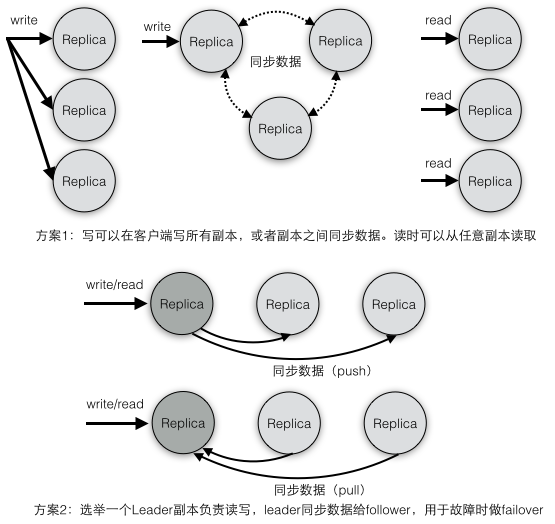 write
Replica
Replica
Replica
write
Replica
Replica
同步数据
Replica
read
Replica
read
Replica
read
Replica
方案1：写可以在客户端写所有副本，或者副本之间同步数据。读时可以从任意副本读取
write/read
Replica
Replica
Replica
同步数据（push）
write/read
Replica
Replica
Replica
同步数据（pull）
方案2：选举一个Leader副本负责读写，leader同步数据给follower，用于故障时做failover